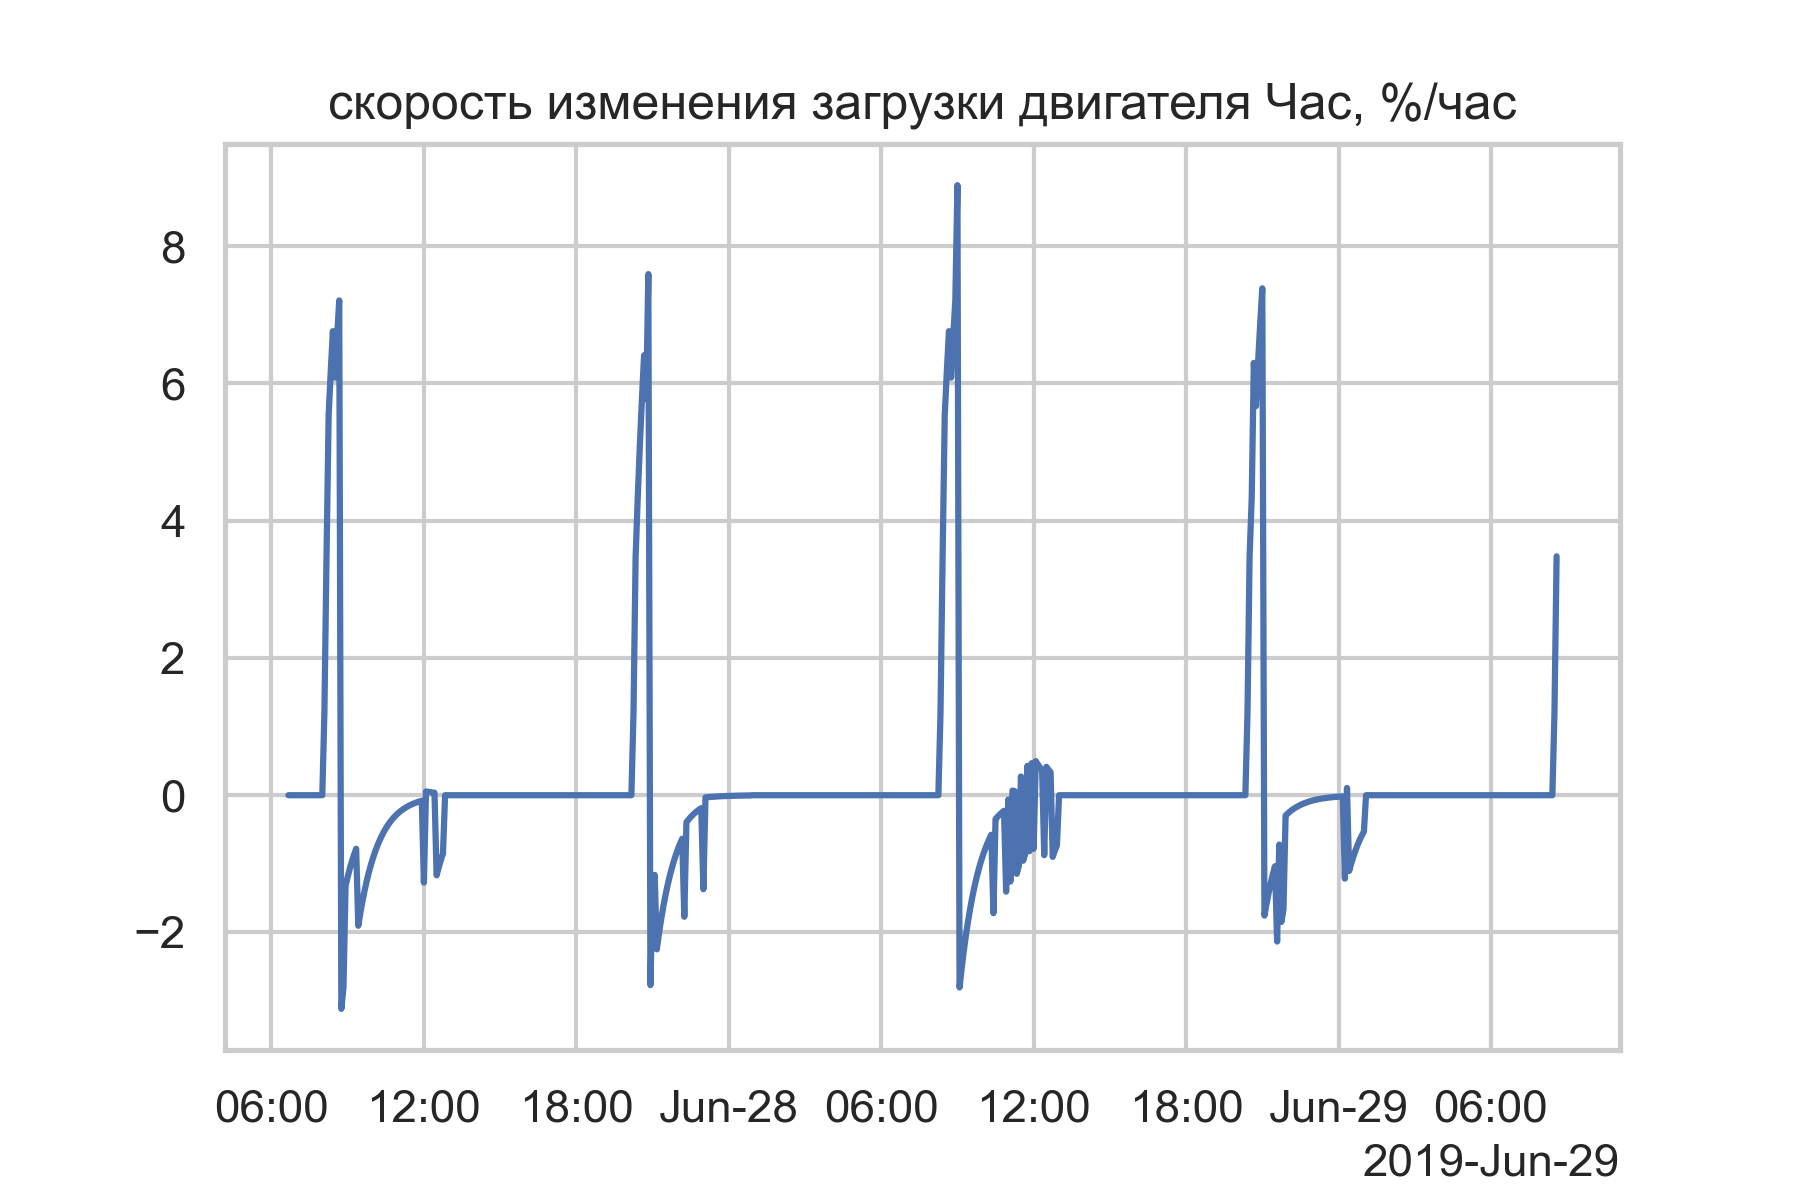 скорость изменения загрузки двигателя Час, %/час
8
6
4
2
0
−2
06:00 12:00 18:00 Jun-28 06:00 12:00 18:00 Jun-29 06:00
2019-Jun-29